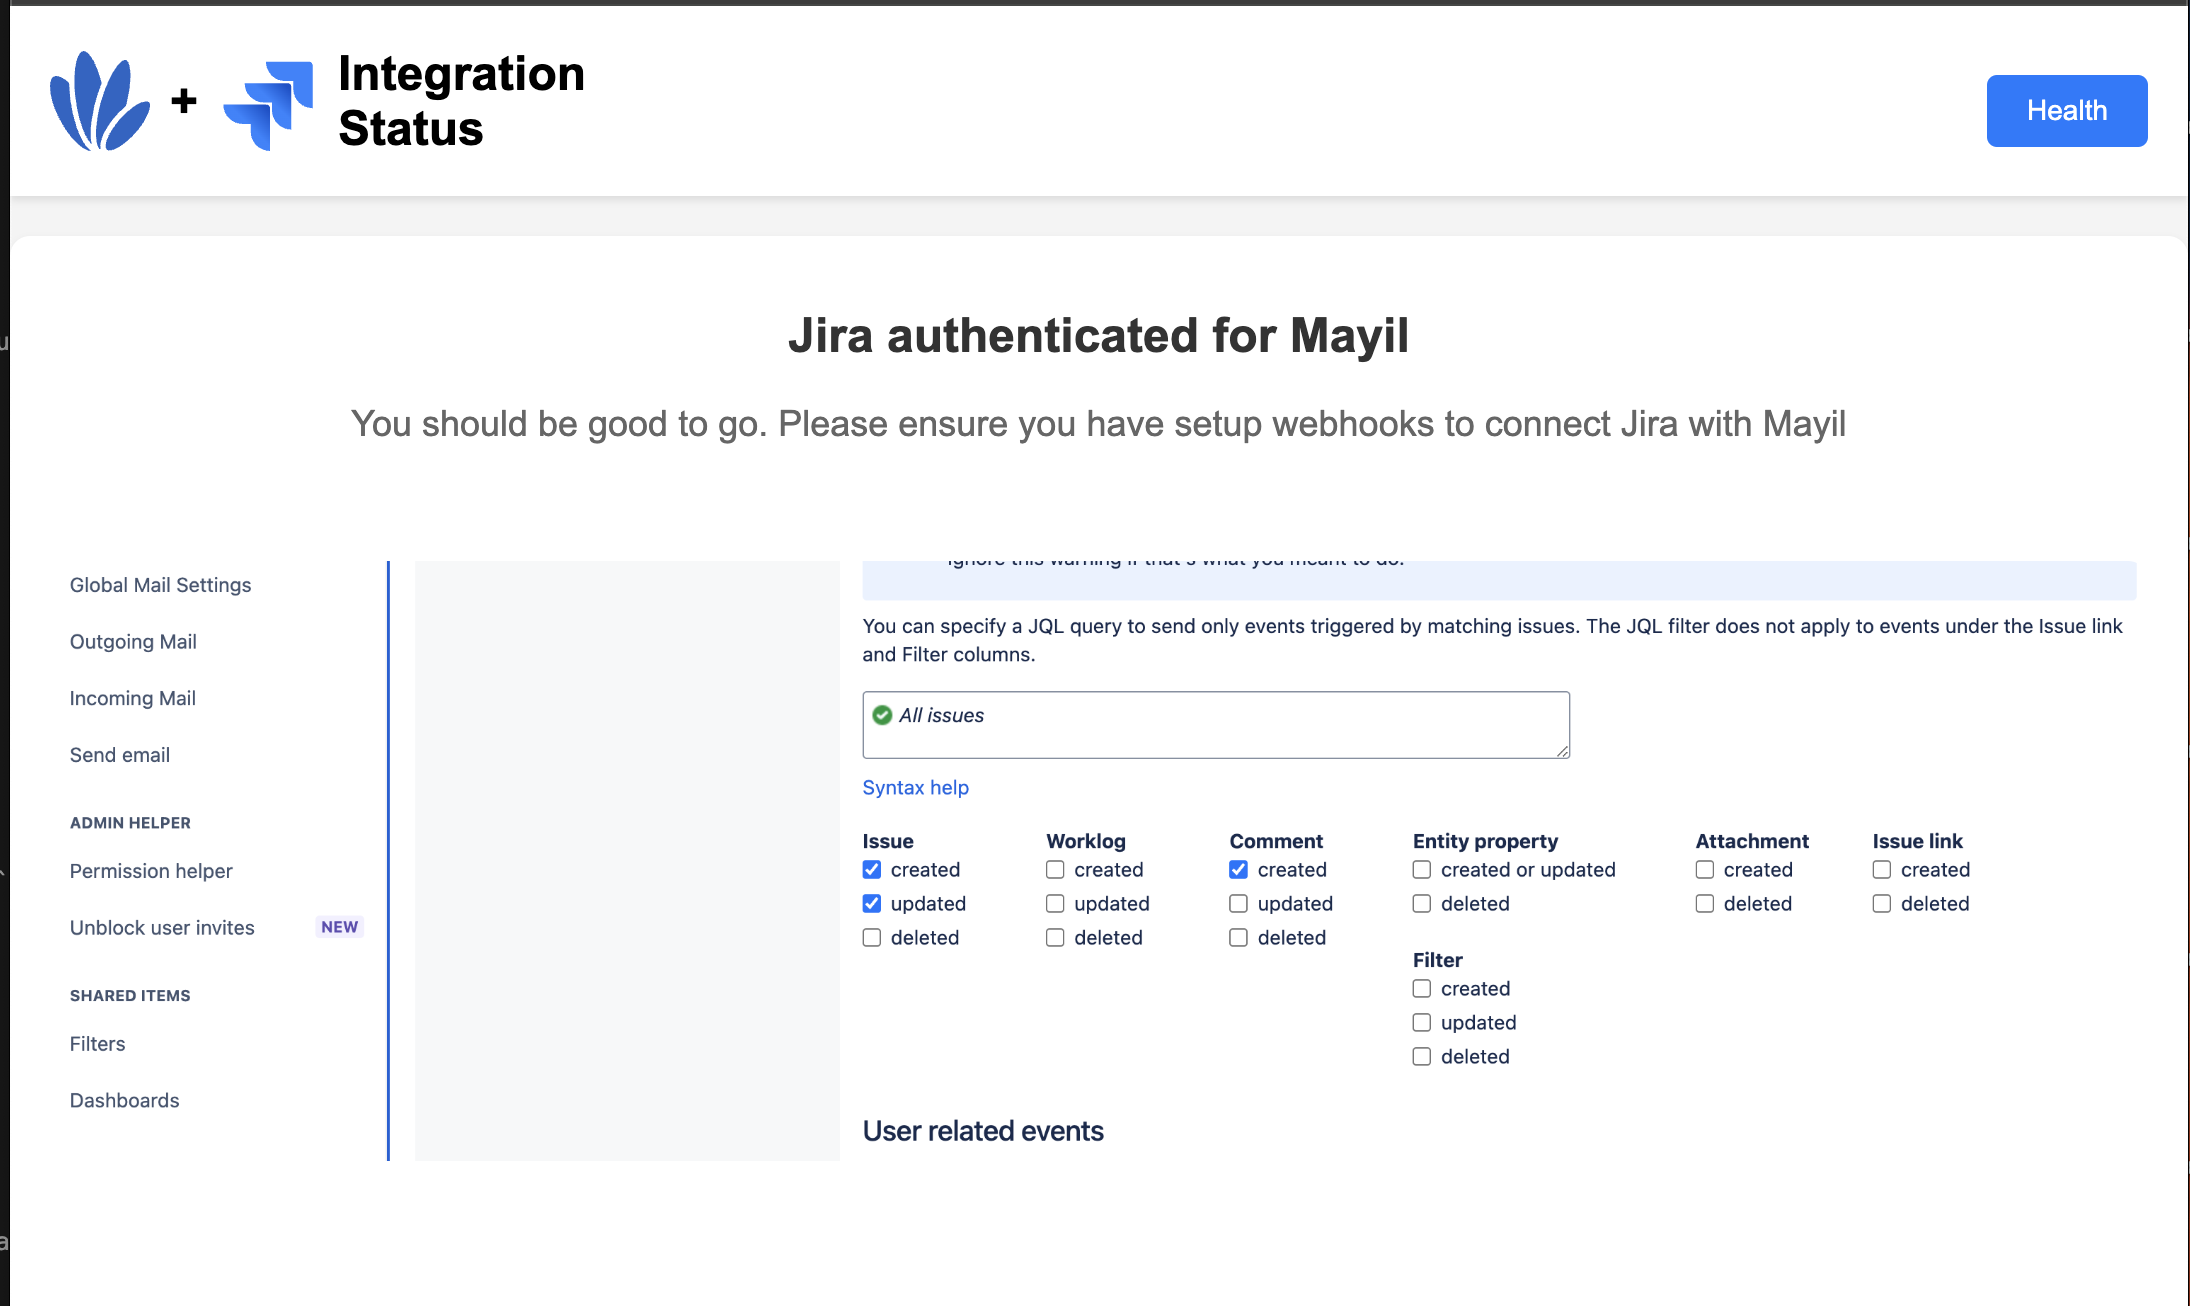 +
Integration
Status
Health
Jira authenticated for Mayil
You should be good to go. Please ensure you have setup webhooks to connect Jira with Mayil
Global Mail Settings
Outgoing Mail
Incoming Mail
Send email
ADMIN HELPER
Permission helper
Unblock user invites NEW
SHARED ITEMS
Filters
Dashboards
ignore this warning if that's what you meant to do.
You can specify a JQL query to send only events triggered by matching issues. The JQL filter does not apply to events under the Issue link
and Filter columns.
All issues
Syntax help
Issue
created
updated
deleted
Worklog
created
updated
deleted
Comment
created
updated
deleted
Entity property
created or updated
deleted
Filter
created
updated
deleted
Attachment
created
deleted
Issue link
created
deleted
User related events